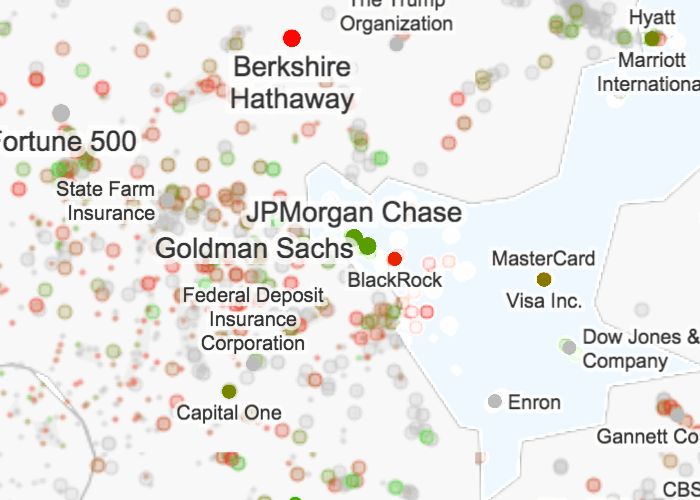 The Trump
Organization
Hyatt
Marriott
Internationa
Berkshire
Hathaway
Fortune 500
State Farm
Insurance
JPMorgan Chase
Goldman Sachs
BlackRock
MasterCard
Visa Inc.
Federal Deposit
Insurance
Corporation
Dow Jones &
Company
Capital One
Enron
Gannett Co
CBS